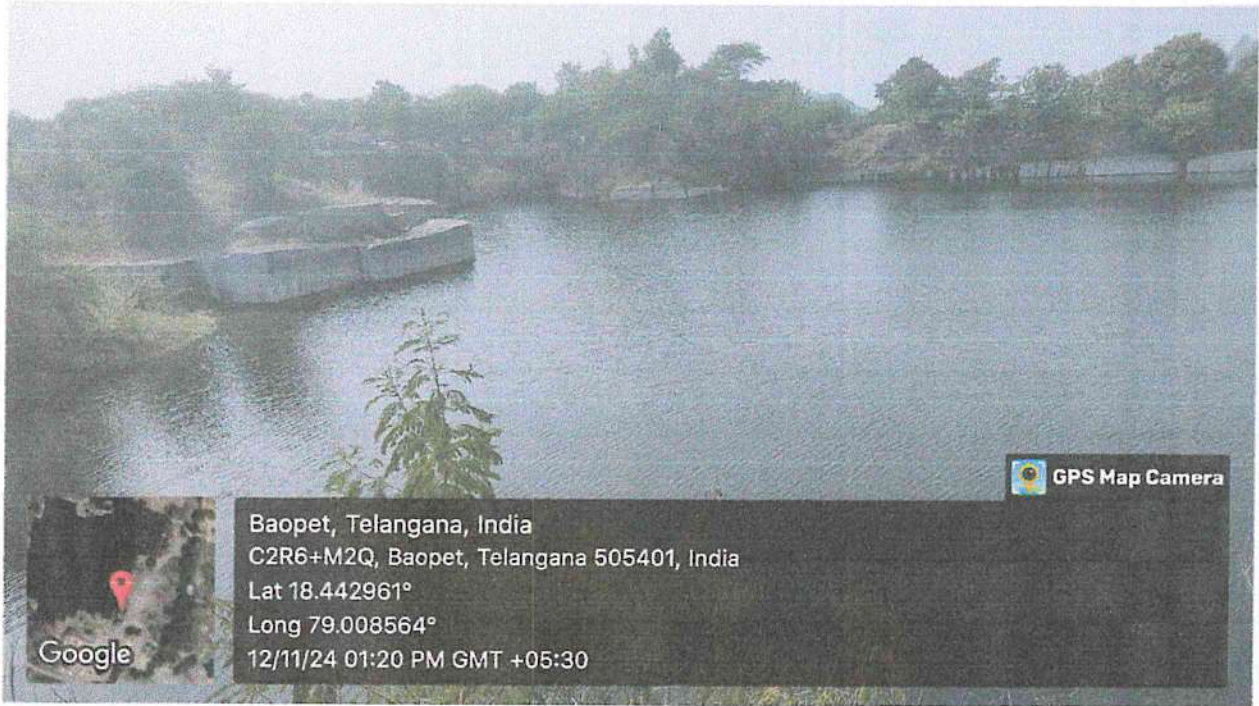 GPS Map Camera
Baopet, Telangana, India
C2R6+M2Q, Baopet, Telangana 505401, India
Lat 18.442961°
Long 79.008564°
12/11/24 01:20 PM GMT +05:30
Google